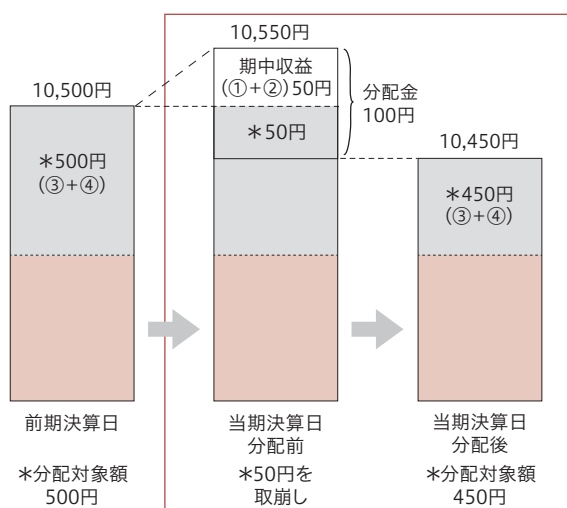 10,550円
期中収益
(①+②)50円
分配金
100円
10,500円
＊50円
10,450円
＊500円
(③+④)
＊450円
(③+④)
前期決算日
当期決算日
分配前
当期決算日
分配後
＊分配対象額
500円
＊50円を
取崩し
＊分配対象額
450円